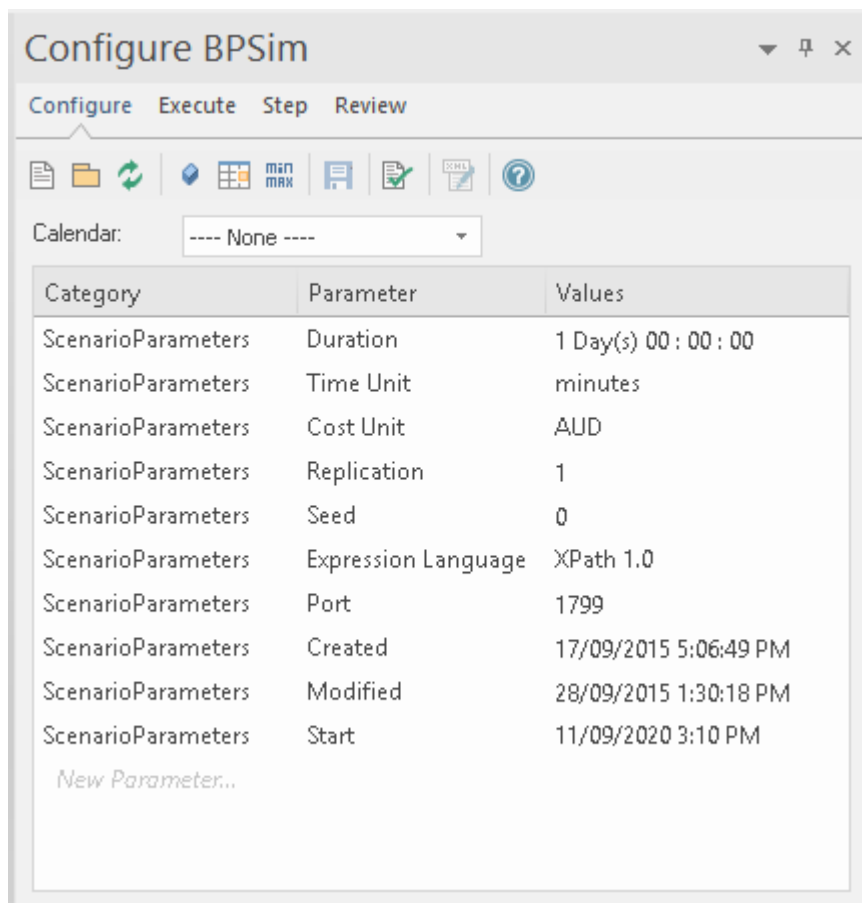 Configure BPSim
Configure Execute Step Review
min
max
XML
?
Calendar: ---- None ----
Category Parameter Values
ScenarioParameters Duration 1 Day(s) 00 : 00 : 00
ScenarioParameters Time Unit minutes
ScenarioParameters Cost Unit AUD
ScenarioParameters Replication 1
ScenarioParameters Seed 0
ScenarioParameters Expression Language XPath 1.0
ScenarioParameters Port 1799
ScenarioParameters Created 17/09/2015 5:06:49 PM
ScenarioParameters Modified 28/09/2015 1:30:18 PM
ScenarioParameters Start 11/09/2020 3:10 PM
New Parameter...